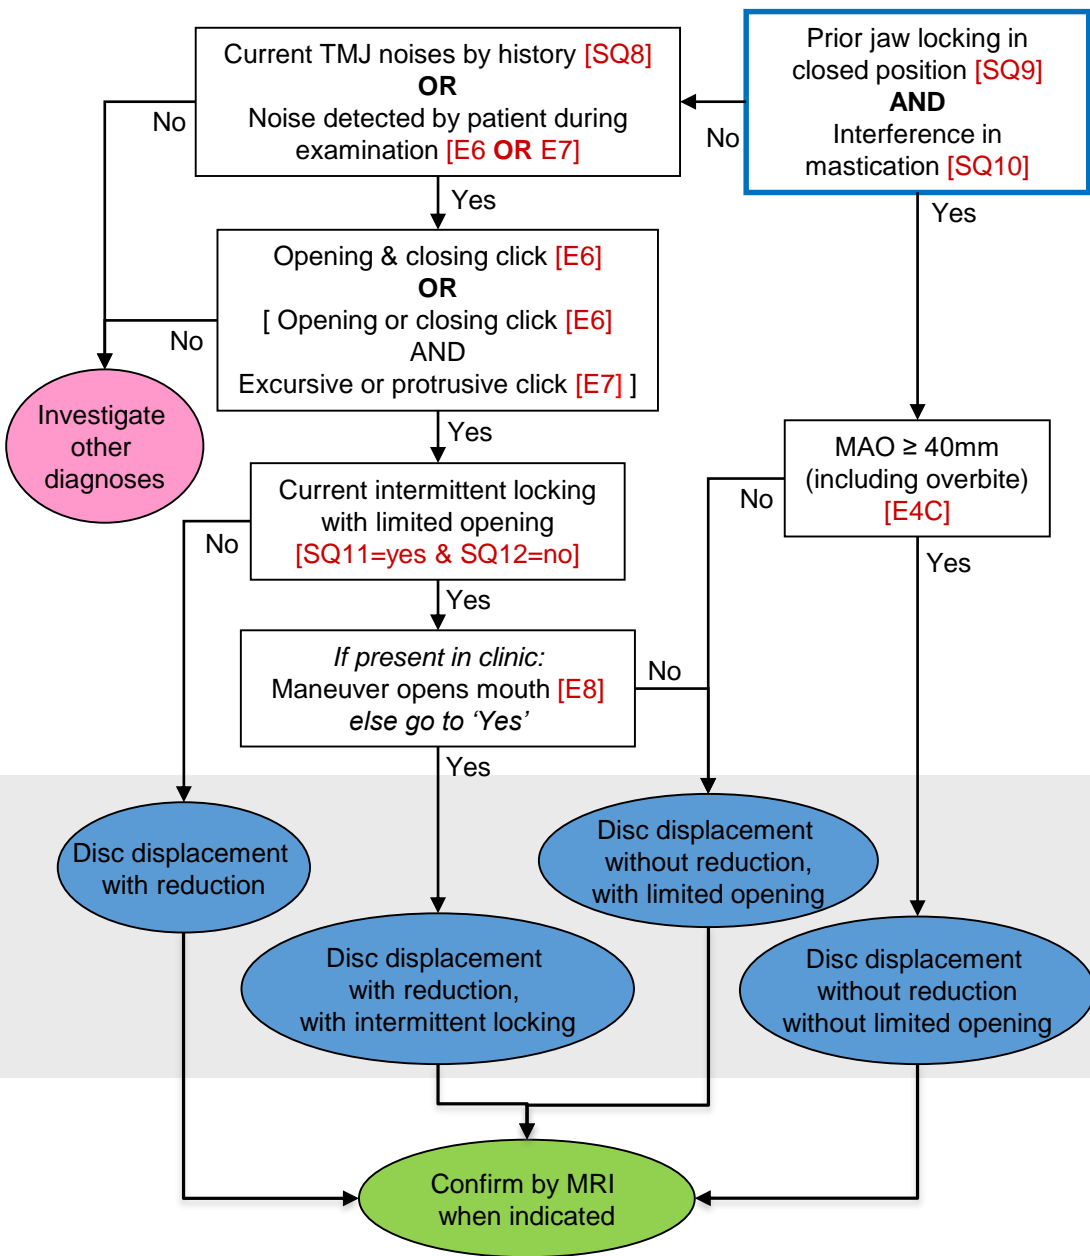 Current TMJ noises by history [SQ8]
OR
Noise detected by patient during
examination [E6 OR E7]
Prior jaw locking in
closed position [SQ9]
AND
Interference in
mastication [SQ10]
No
No
Yes
Yes
Opening & closing click [E6]
OR
[ Opening or closing click [E6]
AND
Excursive or protrusive click [E7] ]
No
Yes
Investigate
other
diagnoses
MAO ≥ 40mm
(including overbite)
[E4C]
No
Yes
Current intermittent locking
with limited opening
[SQ11=yes & SQ12=no]
No
Yes
If present in clinic:
Maneuver opens mouth [E8]
else go to ‘Yes’
No
Yes
Disc displacement
with reduction
Disc displacement
without reduction,
with limited opening
Disc displacement
with reduction,
with intermittent locking
Disc displacement
without reduction
without limited opening
Confirm by MRI
when indicated